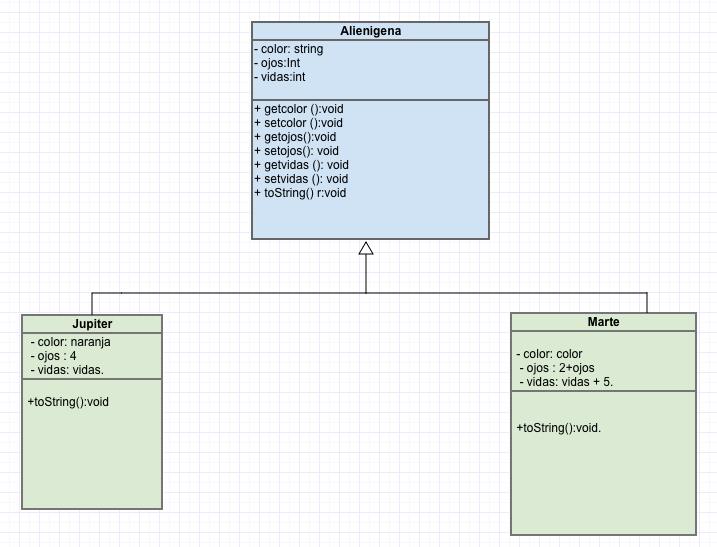 Alienigena
- color: string
- ojos:Int
- vidas:int
+ getcolor ():void
+ setcolor ():void
+ getojos():void
+ setojos(): void
+ getvidas (): void
+ setvidas (): void
+ toString() r:void
Jupiter
- color: naranja
- ojos : 4
- vidas: vidas.
+toString():void
Marte
- color: color
- ojos : 2+ojos
- vidas: vidas + 5.
+toString():void.